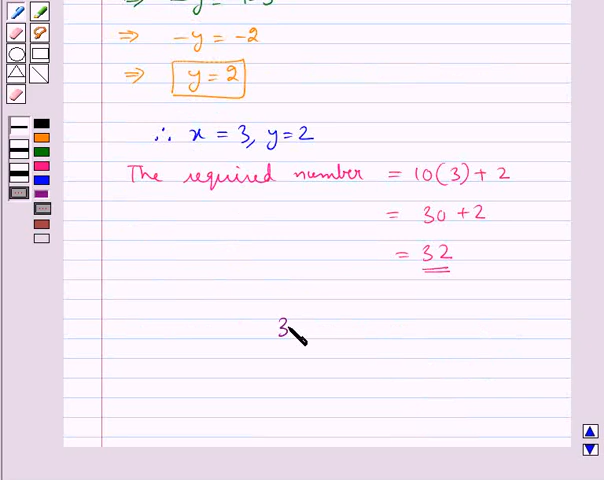 ⇒ -y = -2
⇒ y = 2
∴ x = 3, y = 2
The required number = 10(3) + 2
= 30 + 2
= 32
3